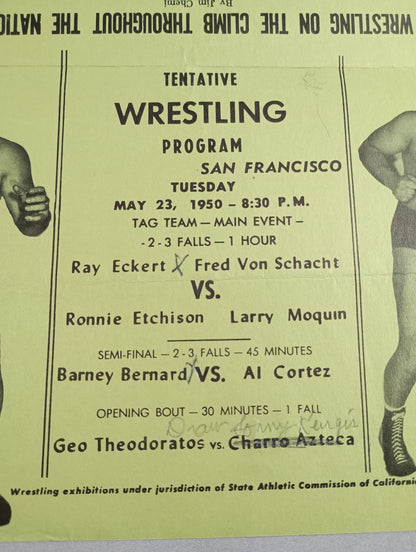 WRESTLING ON THE CLIMB THROUGHOUT THE NATIO
By Jim Chemi
TENTATIVE
WRESTLING
PROGRAM
SAN FRANCISCO
TUESDAY
MAY 23, 1950 – 8:30 P.M.
TAG TEAM – MAIN EVENT –
-2-3 FALLS – 1 HOUR
Ray Eckert X Fred Von Schacht
VS.
Ronnie Etchison Larry Moquin
SEMI-FINAL – 2-3 FALLS – 45 MINUTES
Barney Bernard X VS. Al Cortez
OPENING BOUT – 30 MINUTES – 1 FALL
Draw Sonny
Geo Theodoratos vs. Charro Azteca
Wrestling exhibitions under jurisdiction of State Athletic Commission of California